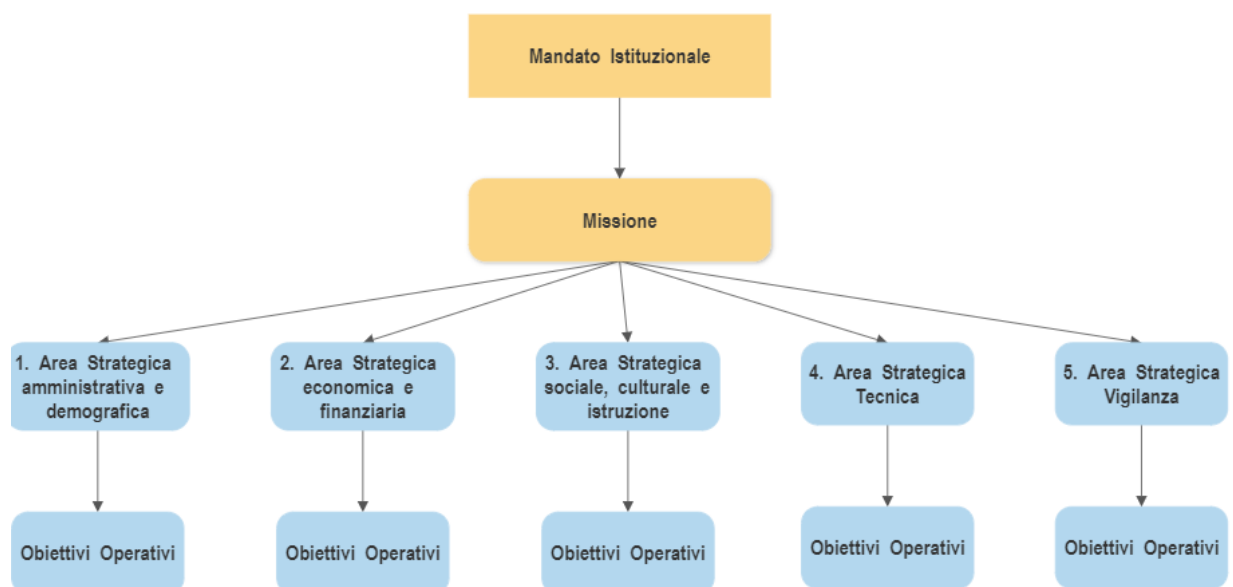 Mandato Istituzionale
Missione
1. Area Strategica
amministrativa e
demografica
2. Area Strategica
economica e
finanziaria
3. Area Strategica
sociale, culturale e
istruzione
4. Area Strategica
Tecnica
5. Area Strategica
Vigilanza
Obiettivi Operativi
Obiettivi Operativi
Obiettivi Operativi
Obiettivi Operativi
Obiettivi Operativi